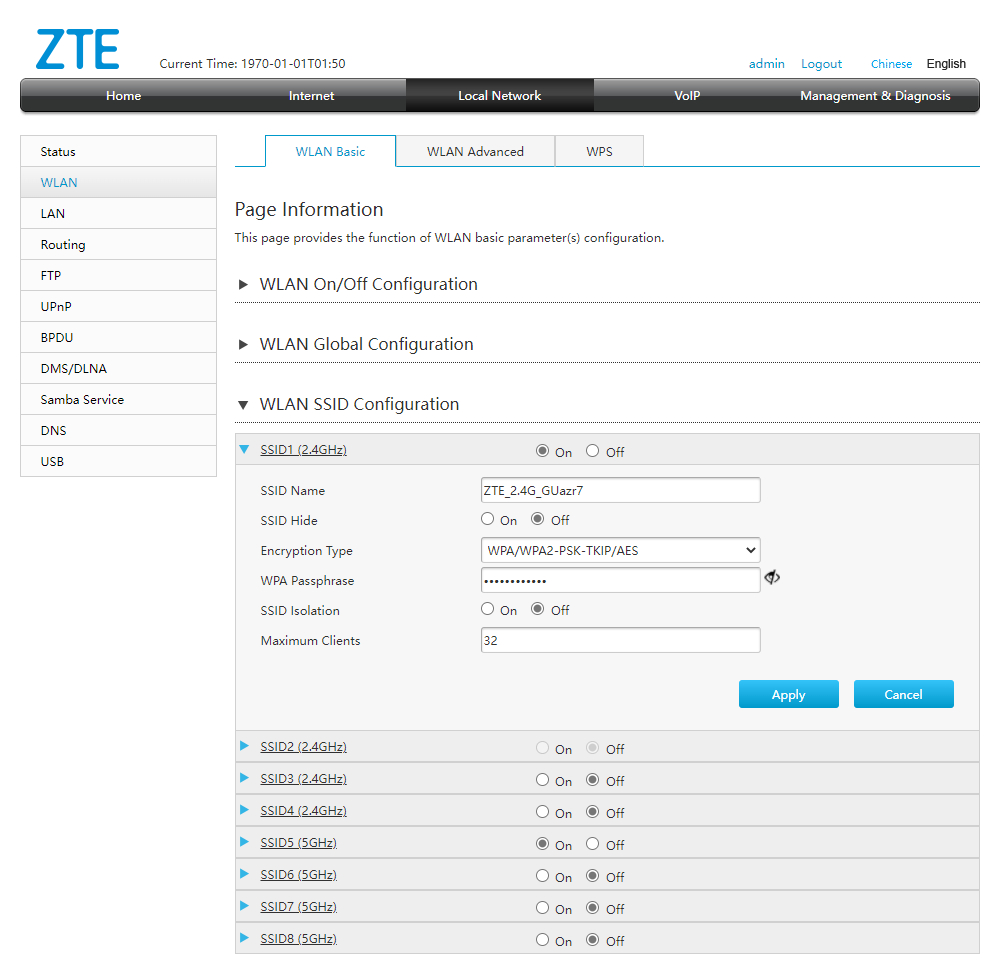 ZTE
Current Time: 1970-01-01T01:50
admin Logout Chinese English
Home Internet Local Network VoIP Management & Diagnosis
Status
WLAN
LAN
Routing
FTP
UPnP
BPDU
DMS/DLNA
Samba Service
DNS
USB
WLAN Basic WLAN Advanced WPS
Page Information
This page provides the function of WLAN basic parameter(s) configuration.
WLAN On/Off Configuration
WLAN Global Configuration
WLAN SSID Configuration
SSID1 (2.4GHz) On Off
SSID Name ZTE_2.4G_GUazr7
SSID Hide On Off
Encryption Type WPA/WPA2-PSK-TKIP/AES
WPA Passphrase ••••••••••••
SSID Isolation On Off
Maximum Clients 32
Apply Cancel
SSID2 (2.4GHz) On Off
SSID3 (2.4GHz) On Off
SSID4 (2.4GHz) On Off
SSID5 (5GHz) On Off
SSID6 (5GHz) On Off
SSID7 (5GHz) On Off
SSID8 (5GHz) On Off